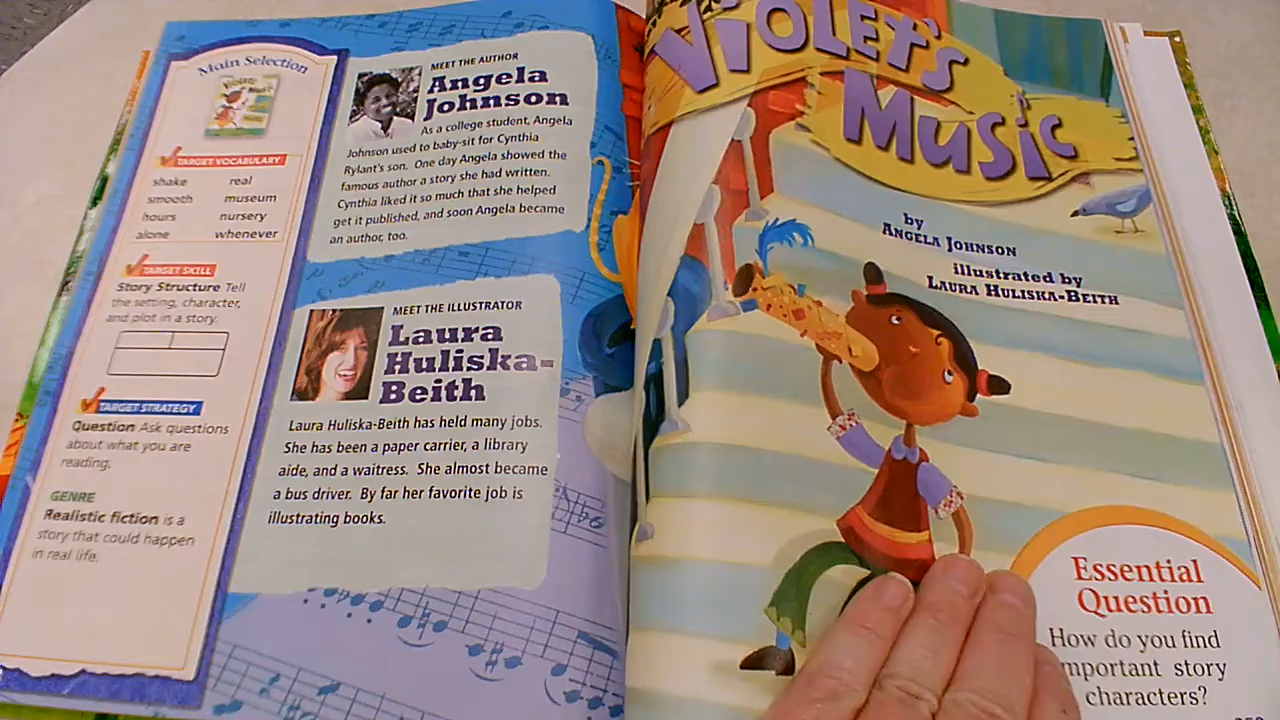 Main Selection
Violet's
Music
TARGET VOCABULARY
shake real
smooth museum
hours nursery
alone whenever
TARGET SKILL
Story Structure Tell
the setting, character,
and plot in a story.
TARGET STRATEGY
Question Ask questions
about what you are
reading.
GENRE
Realistic fiction is a
story that could happen
in real life.
MEET THE AUTHOR
Angela
Johnson
As a college student, Angela
Johnson used to baby-sit for Cynthia
Rylant's son. One day Angela showed the
famous author a story she had written.
Cynthia liked it so much that she helped
get it published, and soon Angela became
an author, too.
MEET THE ILLUSTRATOR
Laura
Huliska-
Beith
Laura Huliska-Beith has held many jobs.
She has been a paper carrier, a library
aide, and a waitress. She almost became
a bus driver. By far her favorite job is
illustrating books.
Violet's
Music
by
ANGELA JOHNSON
illustrated by
LAURA HULISKA-BEITH
Essential
Question
How do you find
mportant story
characters?